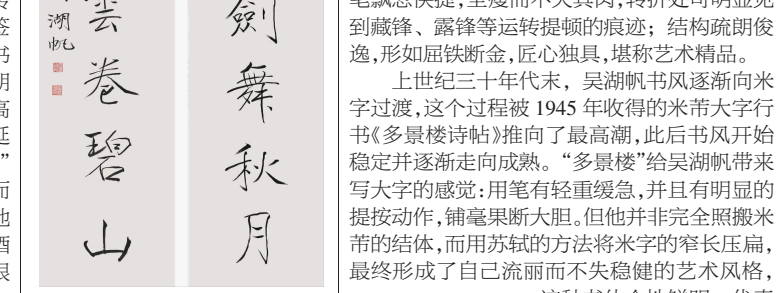 劍
舞
秋
月
雲
卷
碧
山
湖
帆
笔飘忽快捷,至瘦而不失其肉,转折处可明显见
到藏锋、露锋等运转提顿的痕迹；结构疏朗俊
逸,形如屈铁断金,匠心独具,堪称艺术精品。
上世纪三十年代末，吴湖帆书风逐渐向米
字过渡,这个过程被 1945 年收得的米芾大字行
书《多景楼诗帖》推向了最高潮,此后书风开始
稳定并逐渐走向成熟。“多景楼”给吴湖帆带来
写大字的感觉:用笔有轻重缓急,并且有明显的
提按动作,铺毫果断大胆。但他并非完全照搬米
芾的结体,而用苏轼的方法将米字的窄长压扁,
最终形成了自己流丽而不失稳健的艺术风格,